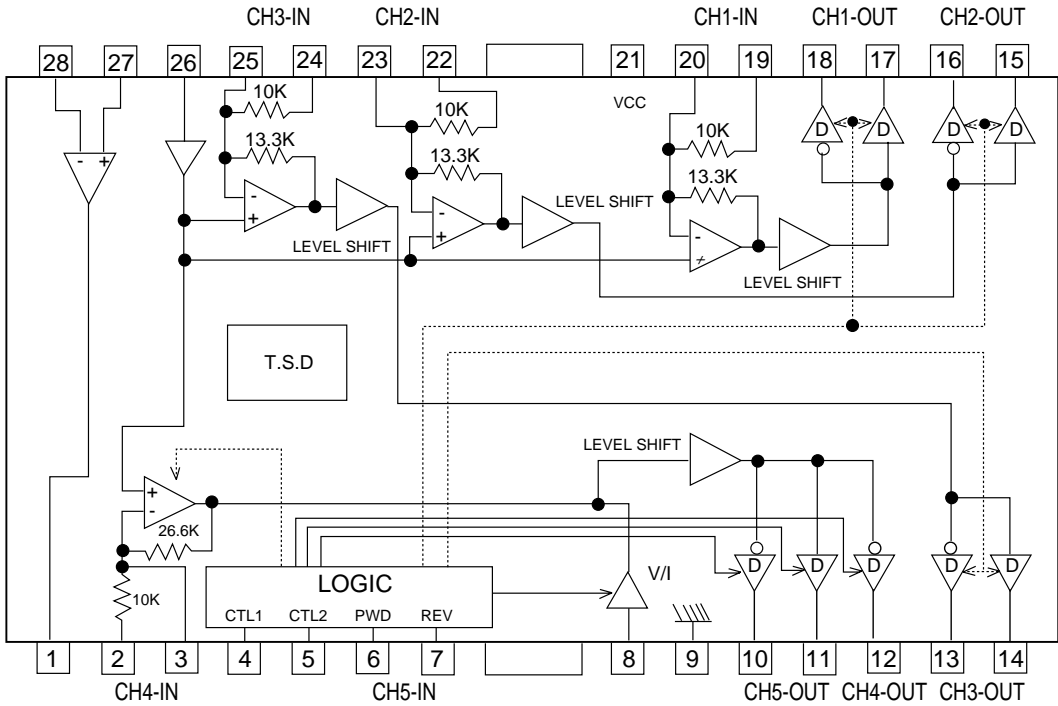 CH3-IN CH2-IN CH1-IN CH1-OUT CH2-OUT
28 27 26 25 24 23 22 21 20 19 18 17 16 15
10K
10K
VCC
10K
13.3K
13.3K
13.3K
D D D D
- +
- +
- +
- ≠
LEVEL SHIFT
LEVEL SHIFT
LEVEL SHIFT
T.S.D
LEVEL SHIFT
+ -
26.6K
10K
LOGIC
CTL1 CTL2 PWD REV
V/I
D D D D D
1 2 3 4 5 6 7 8 9 10 11 12 13 14
CH4-IN CH5-IN CH5-OUT CH4-OUT CH3-OUT